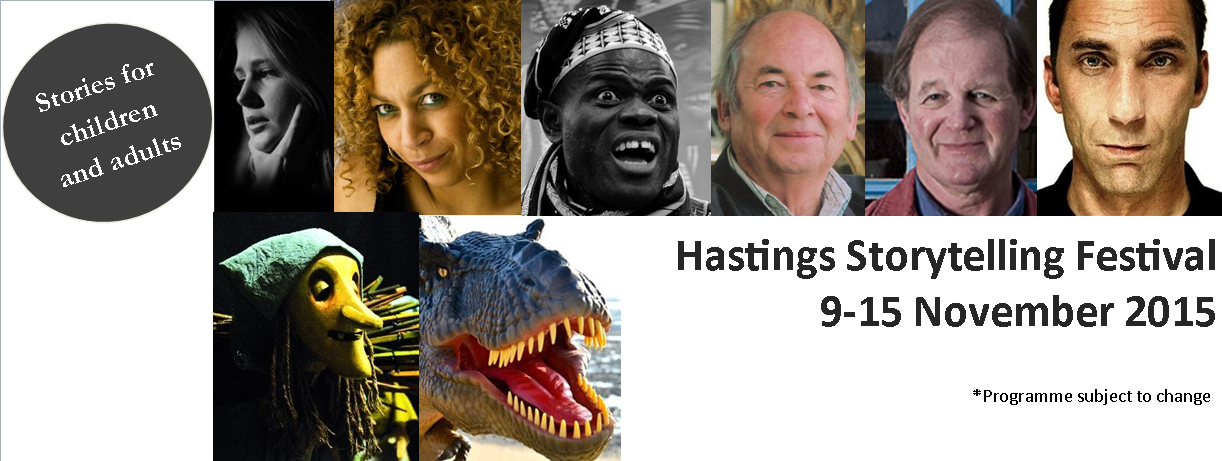 Stories for
children
and adults
Hastings Storytelling Festival
9-15 November 2015
*Programme subject to change